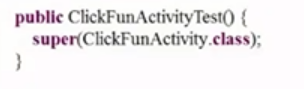 public ClickFunActivityTest() {
super(ClickFunActivity.class);
}